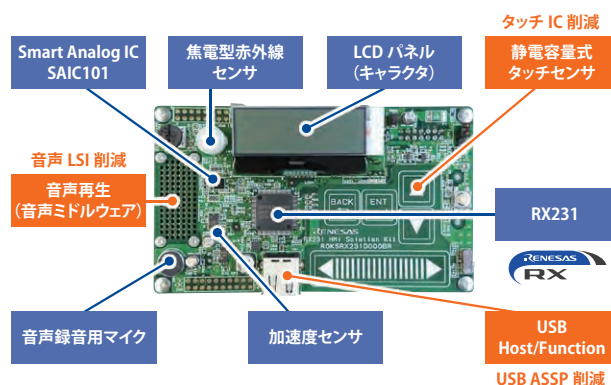 タッチ IC 削減
Smart Analog IC
SAIC101
焦電型赤外線
センサ
LCD パネル
（キャラクタ）
静電容量式
タッチセンサ
音声 LSI 削減
音声再生
（音声ミドルウェア）
BACK
ENT
RENESAS
RX231 HMI Solution Kit
R0K5RX231D000BR
RX231
RENESAS
RX
音声録音用マイク
加速度センサ
USB
Host/Function
USB ASSP 削減